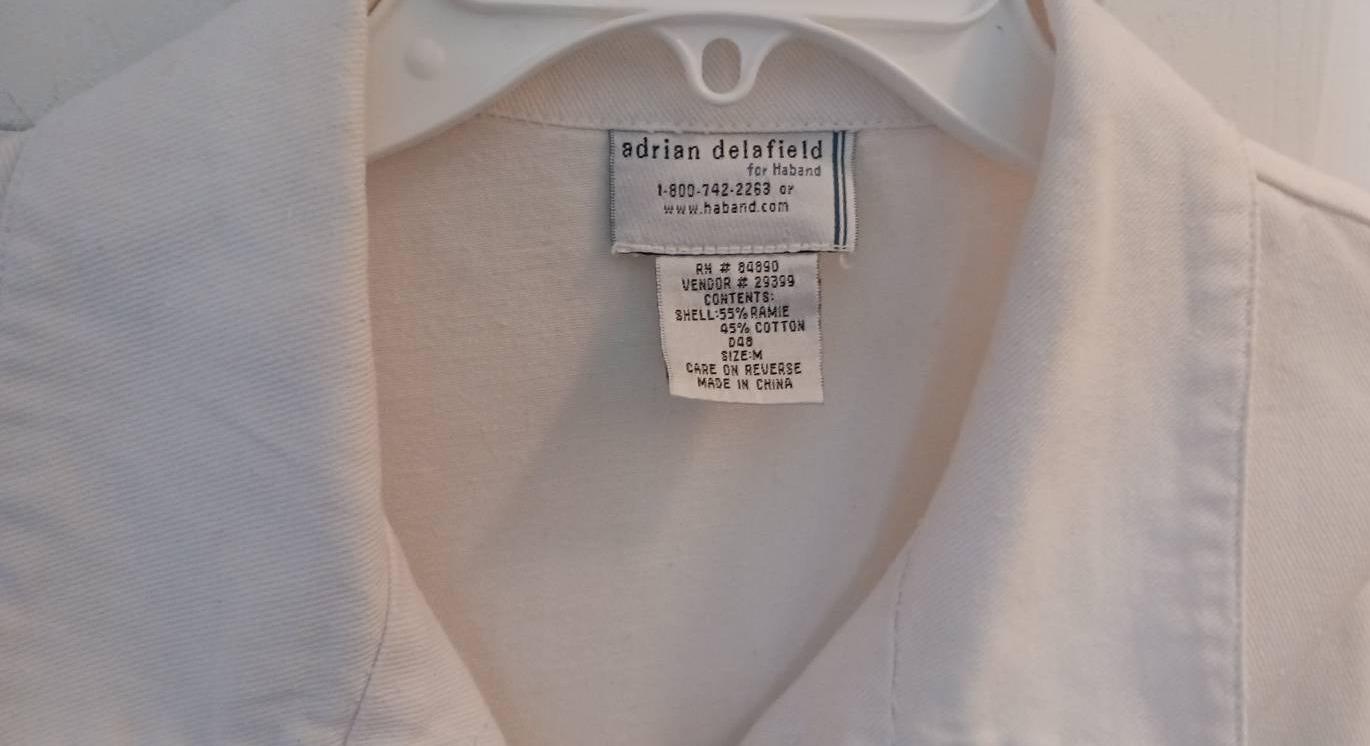 adrian delafield
for Haband
1-800-742-2263 or
www.haband.com
RN # 84890
VENDOR # 29399
CONTENTS:
SHELL:55% RAMIE
45% COTTON
D48
SIZE:M
CARE ON REVERSE
MADE IN CHINA